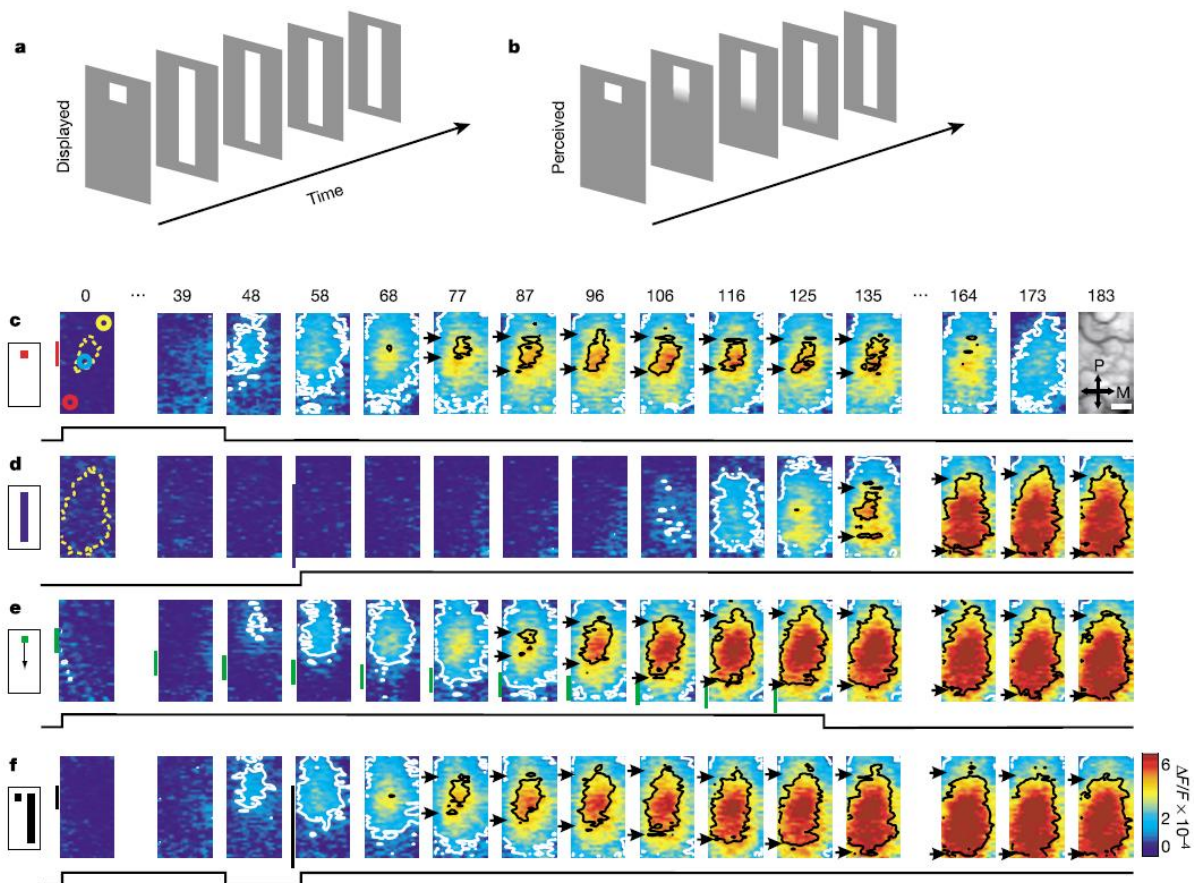 a
b
Displayed
Time
Perceived
0 ... 39 48 58 68 77 87 96 106 116 125 135 ... 164 173 183
c
P
M
d
e
f
6
4
2
0
ΔF/F × 10⁻⁴